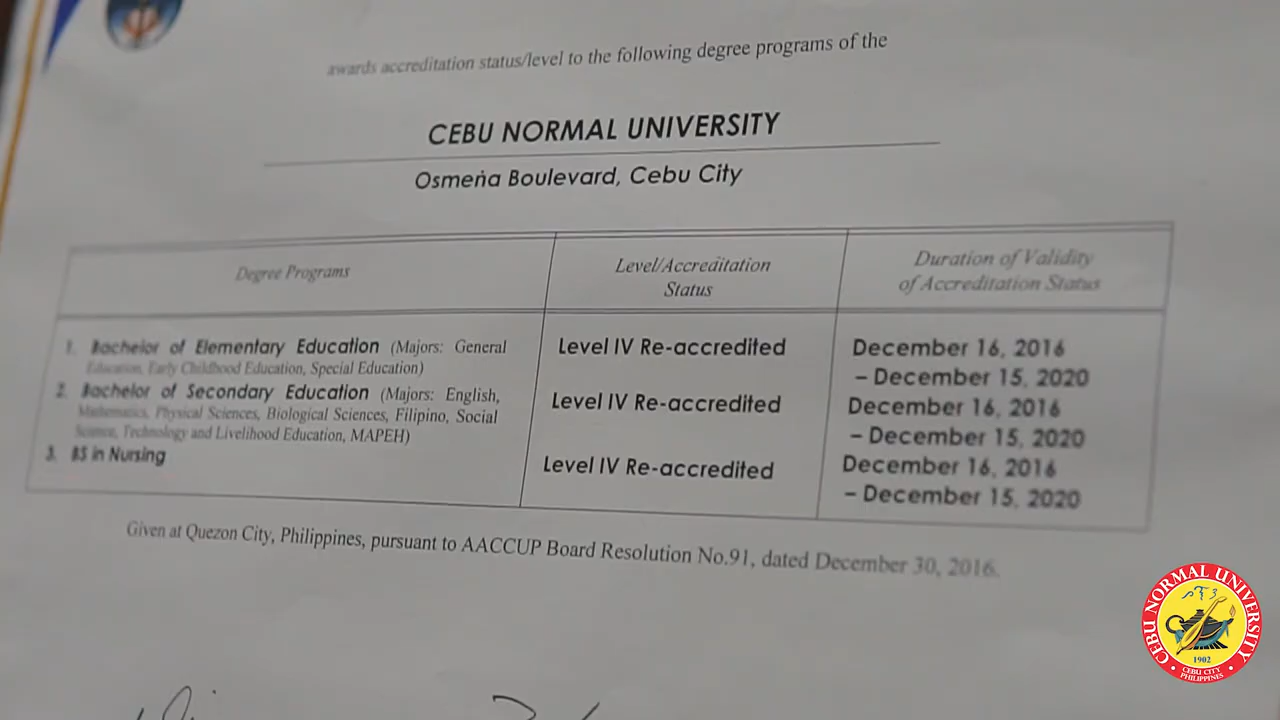 awards accreditation status/level to the following degree programs of the
CEBU NORMAL UNIVERSITY
Osmeña Boulevard, Cebu City
Degree Programs
Level/Accreditation
Status
Duration of Validity
of Accreditation Status
1. Bachelor of Elementary Education (Majors: General
Education, Early Childhood Education, Special Education)
Level IV Re-accredited
December 16, 2016
– December 15, 2020
2. Bachelor of Secondary Education (Majors: English,
Mathematics, Physical Sciences, Biological Sciences, Filipino, Social
Science, Technology and Livelihood Education, MAPEH)
Level IV Re-accredited
December 16, 2016
– December 15, 2020
3. BS in Nursing
Level IV Re-accredited
December 16, 2016
– December 15, 2020
Given at Quezon City, Philippines, pursuant to AACCUP Board Resolution No.91, dated December 30, 2016.
CEBU NORMAL UNIVERSITY
1902
CEBU CITY
PHILIPPINES